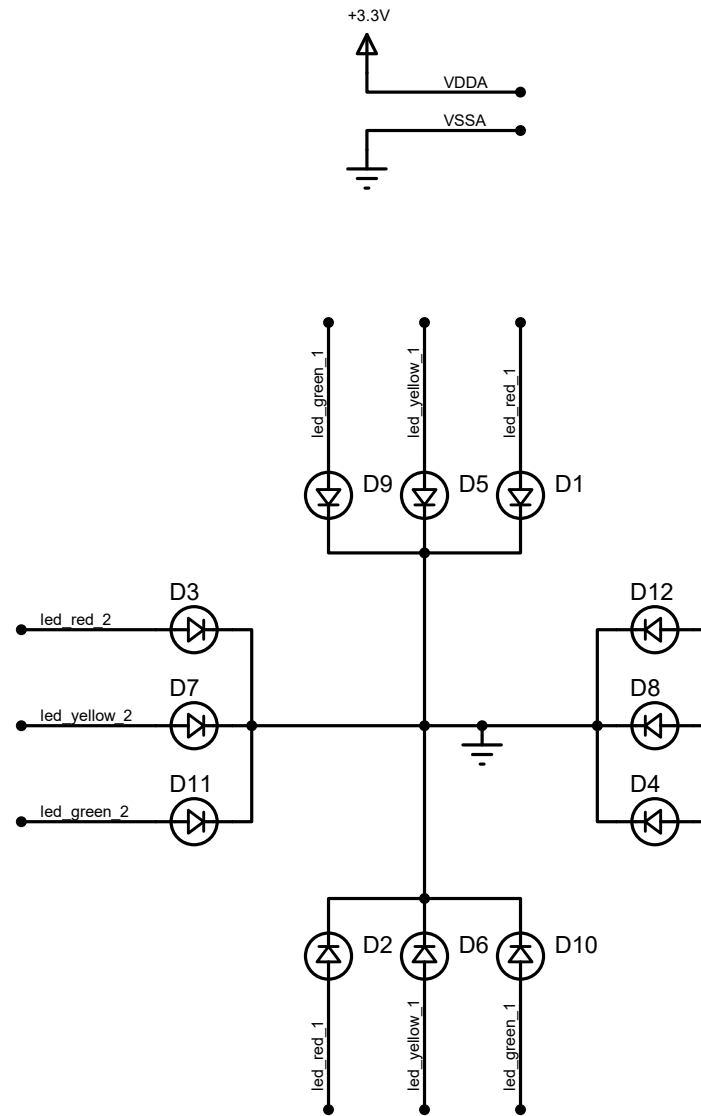 +3.3V
VDDA
VSSA
led_green_1
led_yellow_1
led_red_1
D9
D5
D1
D3
D12
led_red_2
D7
D8
led_yellow_2
D11
D4
led_green_2
D2
D6
D10
led_red_1
led_yellow_1
led_green_1